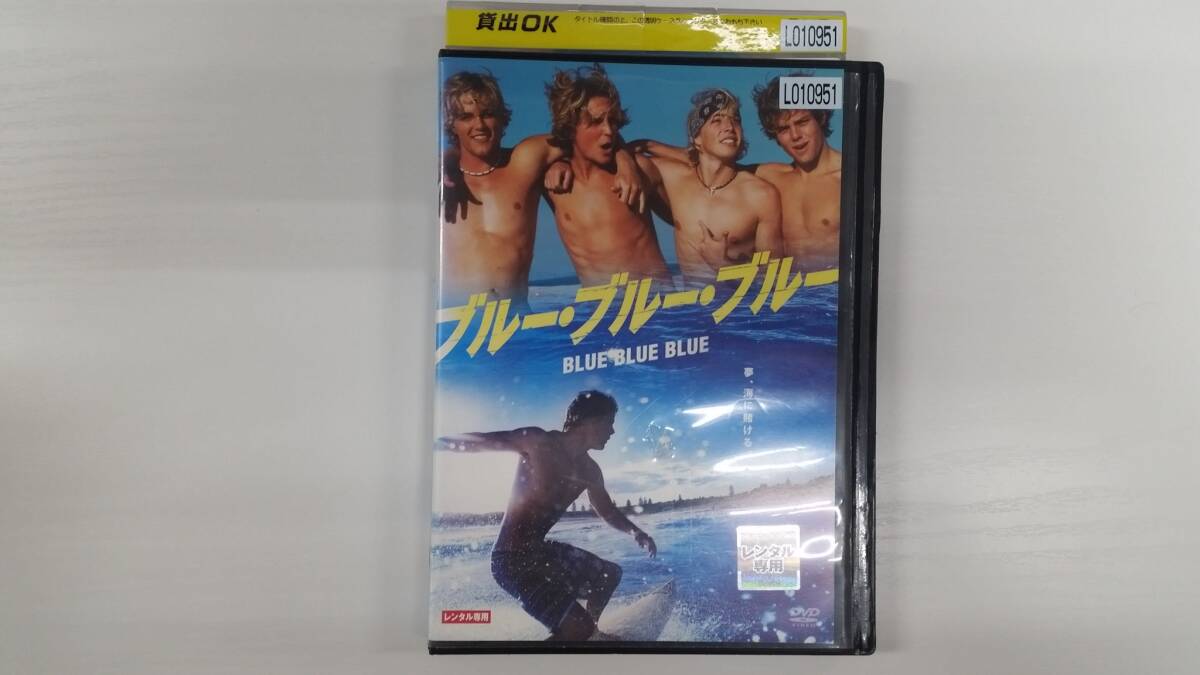 貸出OK
L010951
L010951
ブルー・ブルー・ブルー
BLUE BLUE BLUE
夢、海に賭ける
レンタル
専用
レンタル専用
DVD
VIDEO